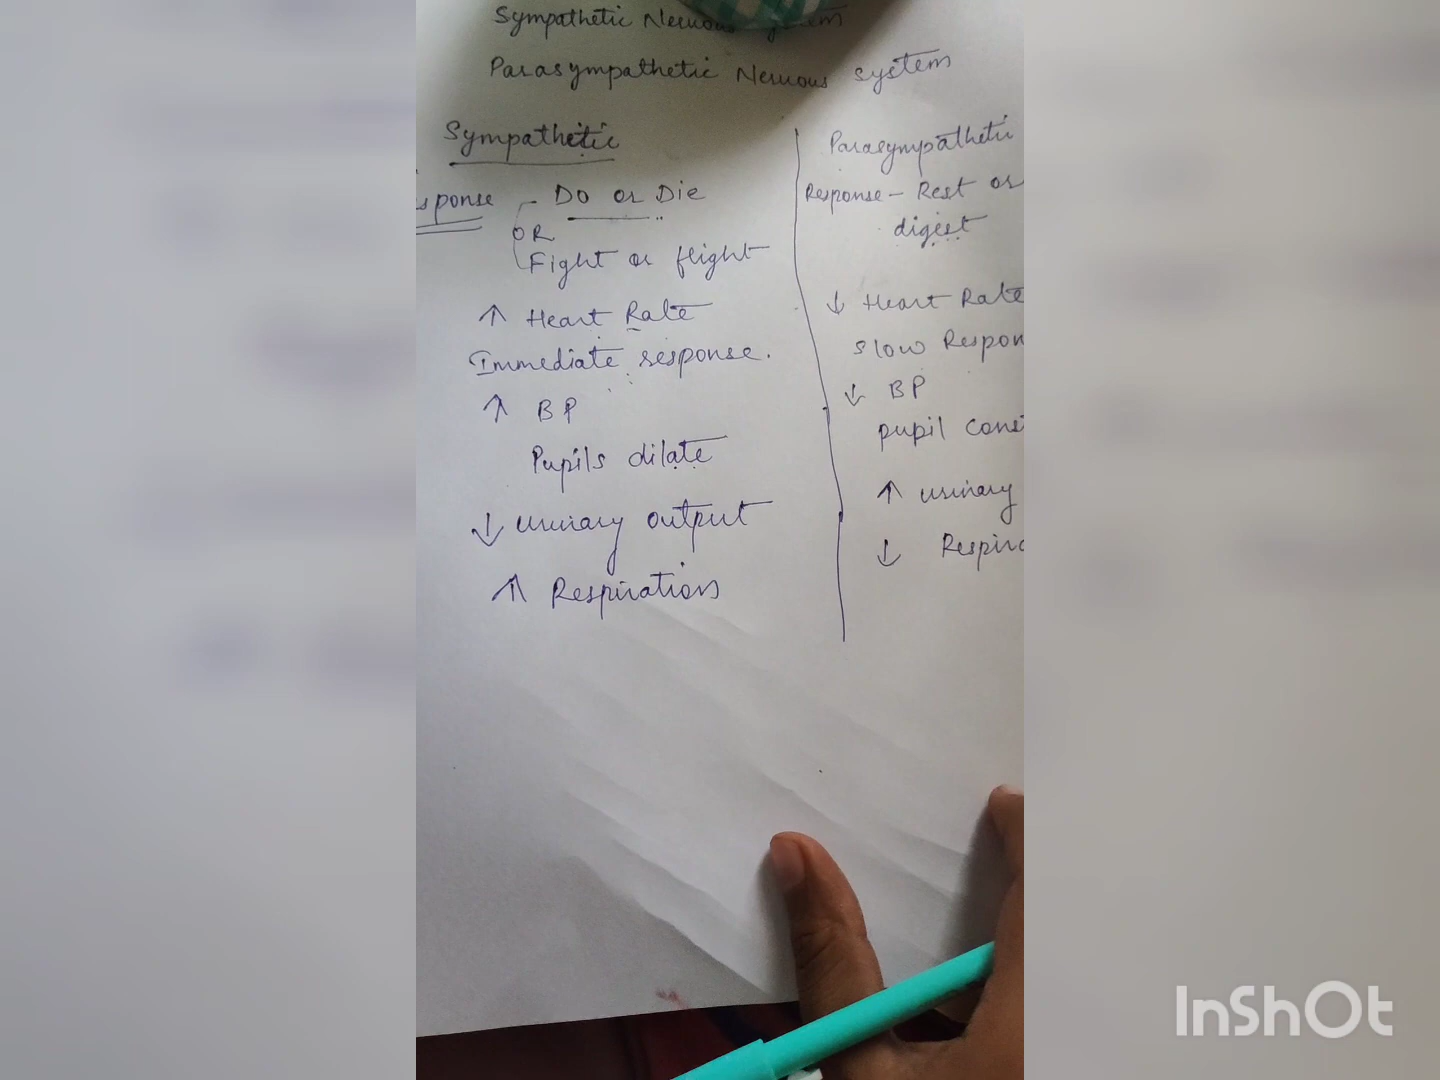 Sympathetic Nervous System
Parasympathetic Nervous system
Sympathetic
sponse - Do or Die
OR
Fight or flight
↑ Heart Rate
Immediate response.
↑ BP
Pupils dilate
↓ urinary output
↑ Respirations
Parasympathetic
Response - Rest or
digest
↓ Heart Rate
slow Respon
↓ BP
pupil const
↑ urinary
↓ Respira
InShOt